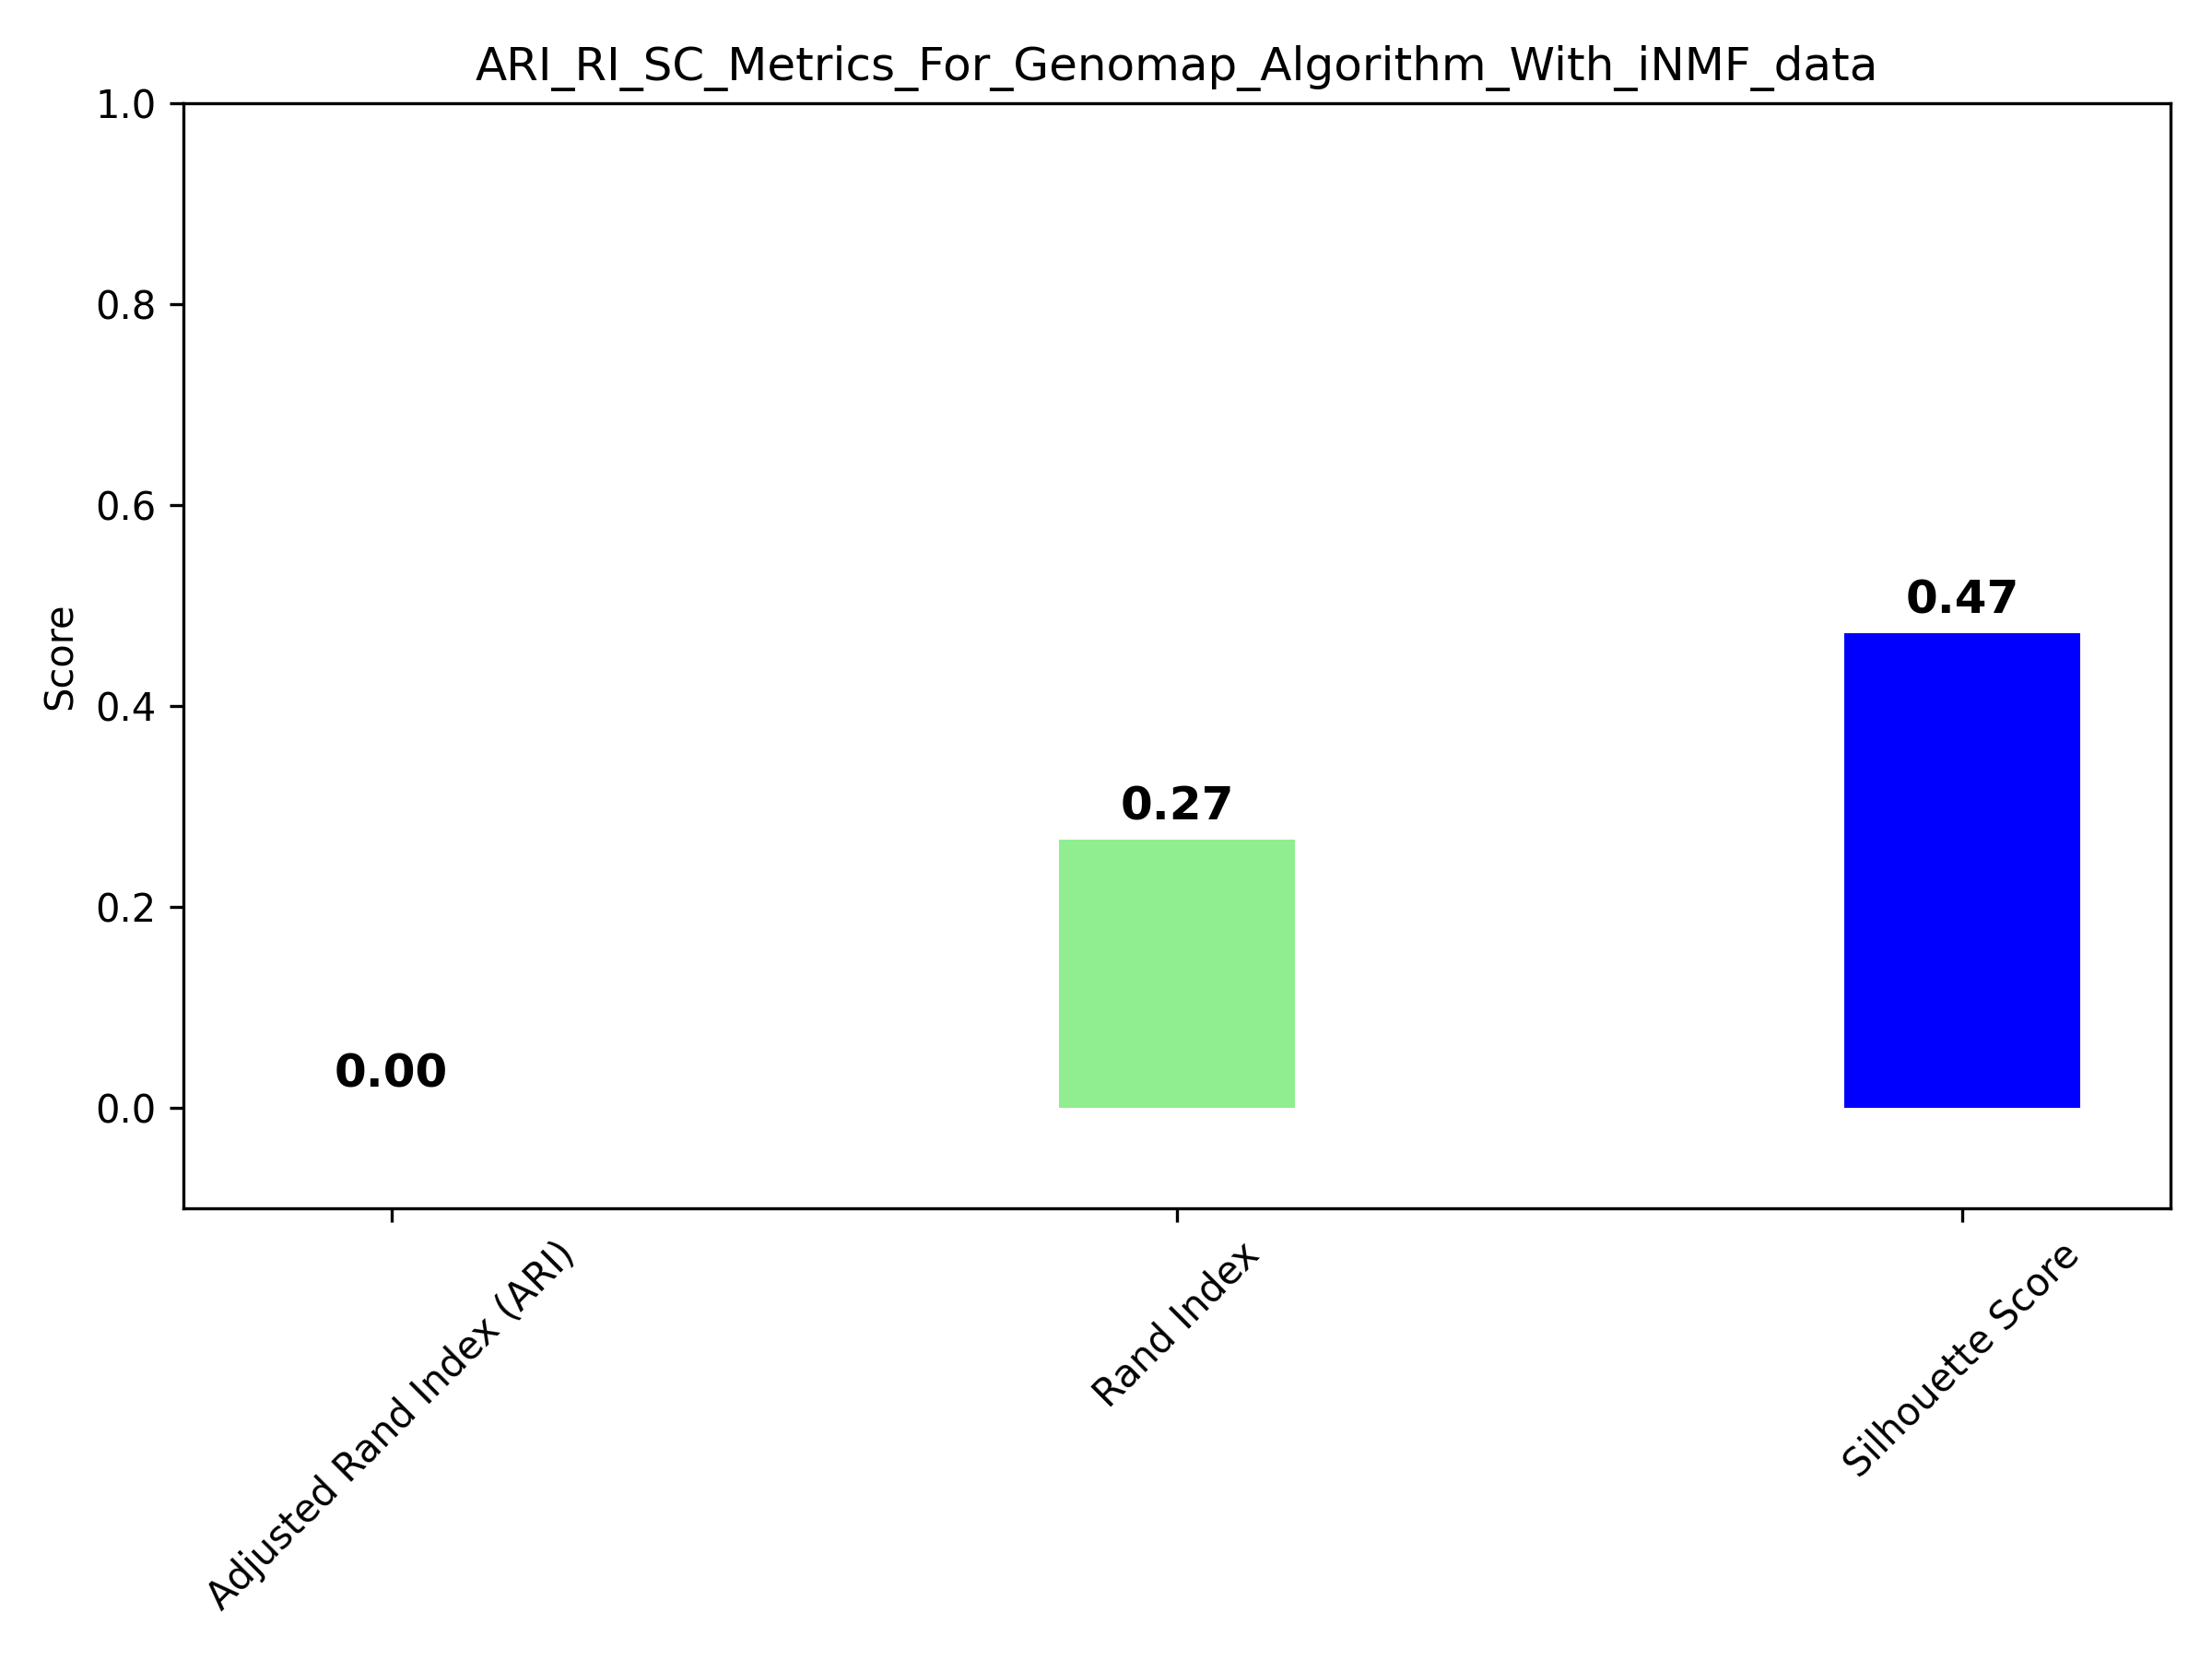 ARI_RI_SC_Metrics_For_Genomap_Algorithm_With_iNMF_data
1.0
0.8
0.6
0.4
0.2
0.0
Score
0.00
0.27
0.47
Adjusted Rand Index (ARI)
Rand Index
Silhouette Score